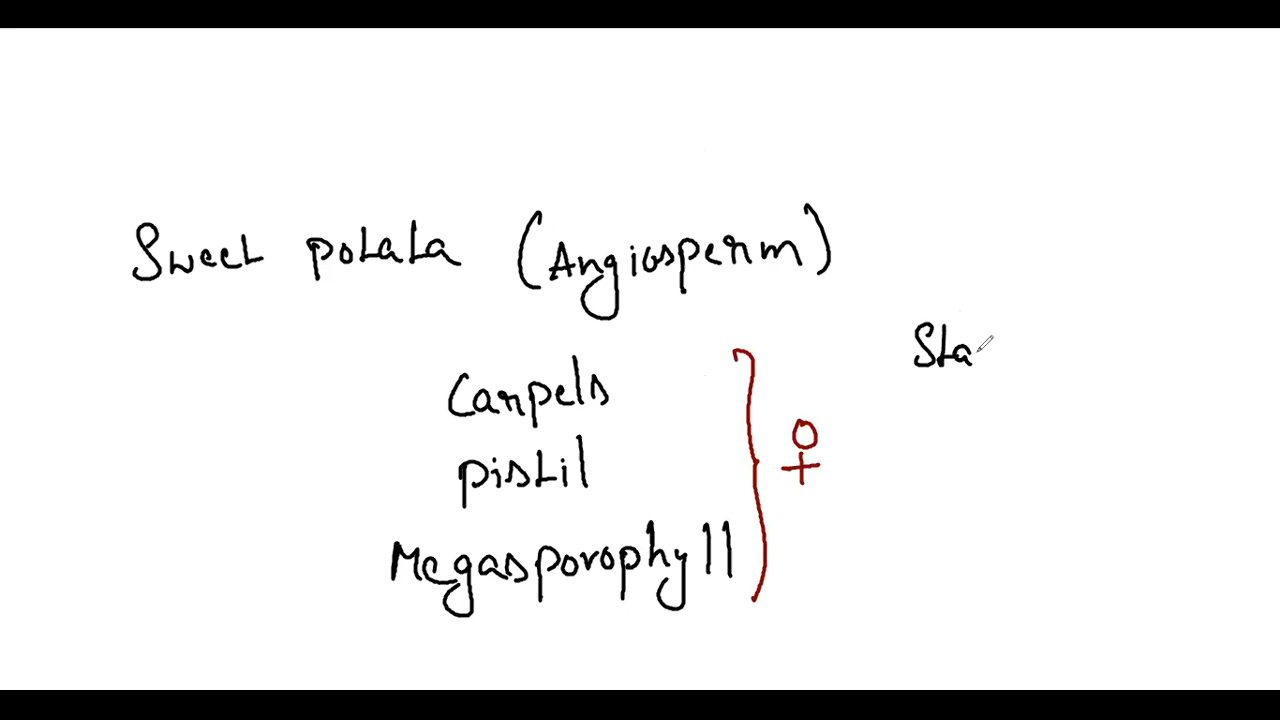 Sweet potata (Angiosperm)
Sta
Carpels
pistil
Megasporophyll